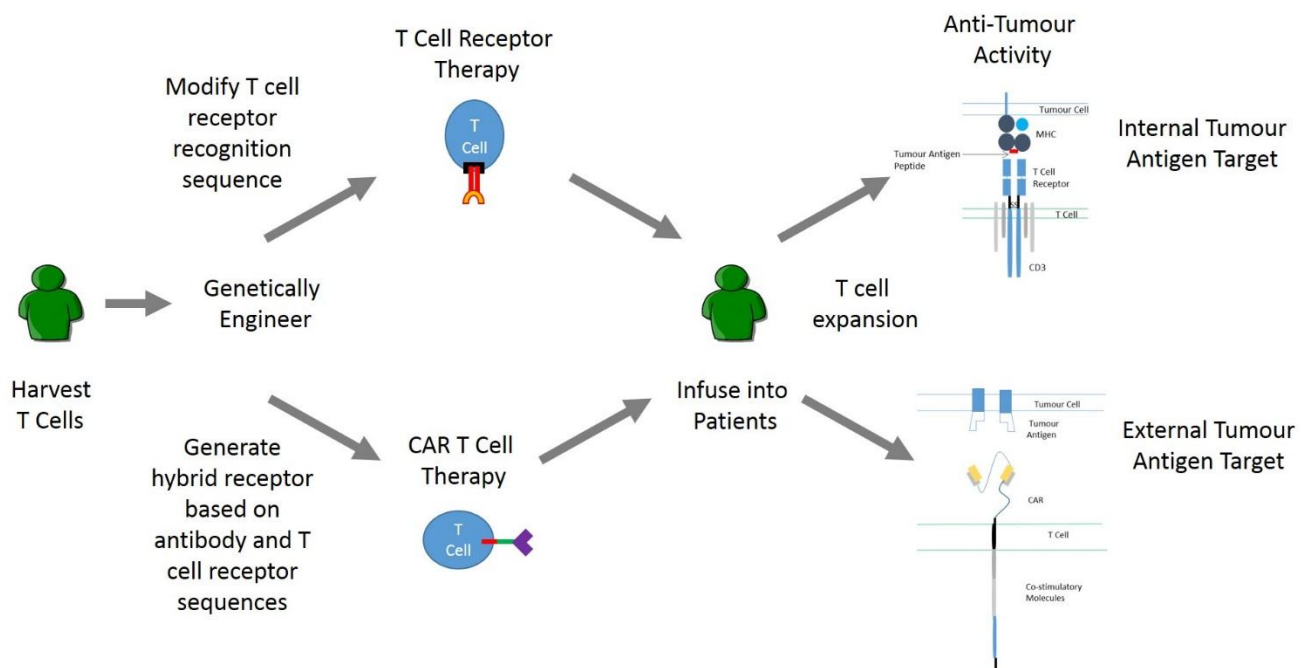 Harvest
T Cells
Genetically
Engineer
Modify T cell
receptor
recognition
sequence
T Cell Receptor
Therapy
T
Cell
Generate
hybrid receptor
based on
antibody and T
cell receptor
sequences
CAR T Cell
Therapy
T
Cell
Infuse into
Patients
T cell
expansion
Anti-Tumour
Activity
Tumour Cell
MHC
Tumour Antigen
Peptide
T Cell
Receptor
SS
T Cell
CD3
Internal Tumour
Antigen Target
Tumour Cell
Tumour
Antigen
CAR
T Cell
Co-stimulatory
Molecules
External Tumour
Antigen Target